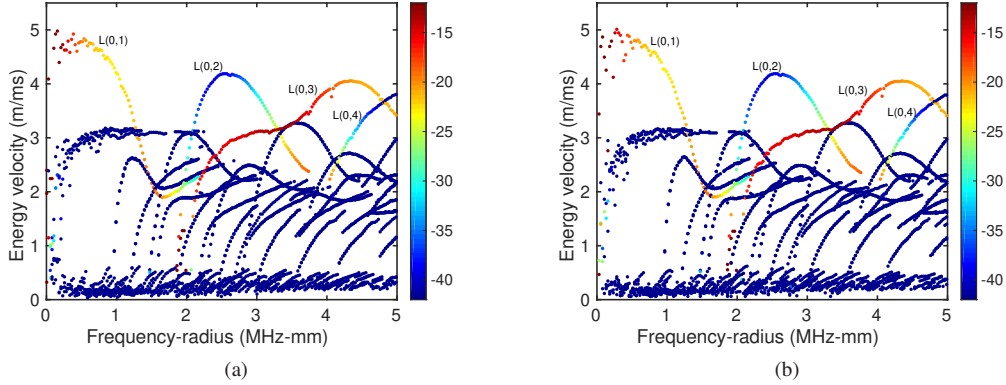 5
4
3
2
1
0
Energy velocity (m/ms)
L(0,1)
L(0,2)
L(0,3)
L(0,4)
0 1 2 3 4 5
Frequency-radius (MHz-mm)
-15
-20
-25
-30
-35
-40
(a)
5
4
3
2
1
0
Energy velocity (m/ms)
L(0,1)
L(0,2)
L(0,3)
L(0,4)
0 1 2 3 4 5
Frequency-radius (MHz-mm)
-15
-20
-25
-30
-35
-40
(b)